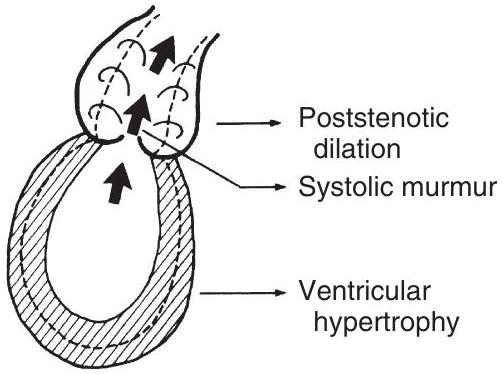 Poststenotic
dilation
Systolic murmur
Ventricular
hypertrophy